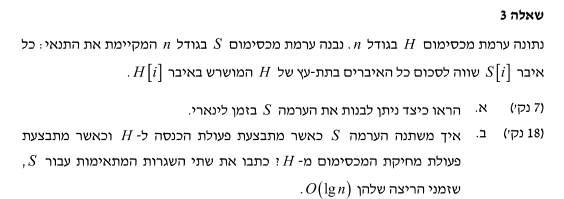 שאלה 3
נתונה ערמת מכסימום H בגודל n. נבנה ערמת מכסימום S בגודל n המקיימת את התנאי: כל
איבר S[i] שווה לסכום כל האיברים בתת-עץ של H המושרש באיבר H[i].
(7 נק') א. הראו כיצד ניתן לבנות את הערמה S בזמן לינארי.
(18 נק') ב. איך משתנה הערמה S כאשר מתבצעת פעולת הכנסה ל- H וכאשר מתבצעת
פעולת מחיקת המכסימום מ- H? כתבו את שתי השגרות המתאימות עבור S,
שזמני הריצה שלהן O(lg n).